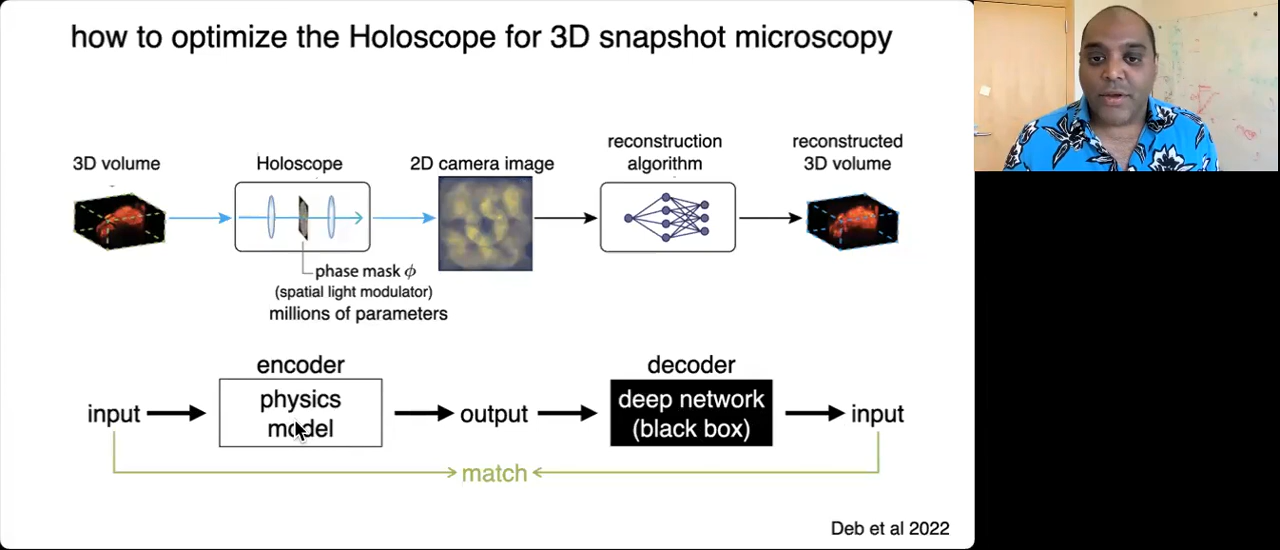 how to optimize the Holoscope for 3D snapshot microscopy
3D volume
Holoscope
2D camera image
reconstruction
algorithm
reconstructed
3D volume
phase mask ϕ
(spatial light modulator)
millions of parameters
encoder
decoder
input
physics
model
output
deep network
(black box)
input
match
Deb et al 2022